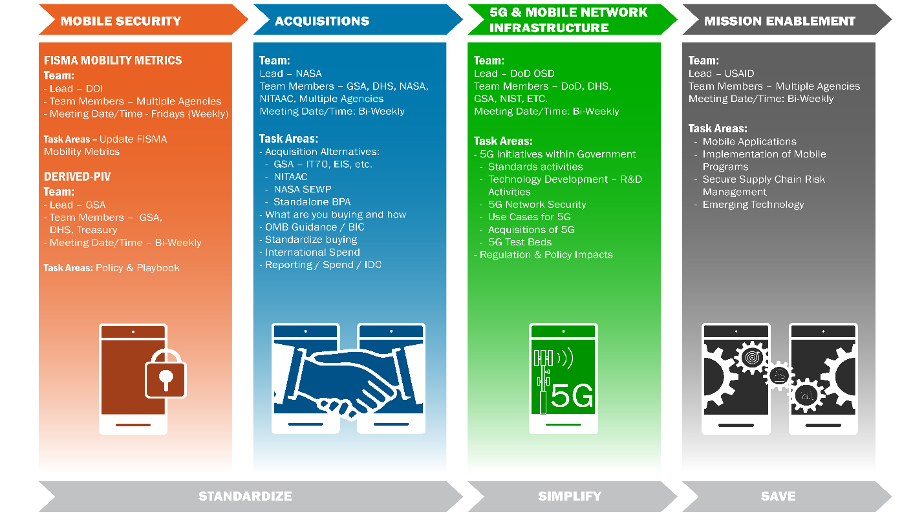 MOBILE SECURITY
FISMA MOBILITY METRICS
Team:
- Lead – DOI
- Team Members – Multiple Agencies
- Meeting Date/Time - Fridays (Weekly)
Task Areas – Update FISMA
Mobility Metrics
DERIVED-PIV
Team:
- Lead – GSA
- Team Members – GSA,
DHS, Treasury
- Meeting Date/Time – Bi-Weekly
Task Areas: Policy & Playbook
ACQUISITIONS
Team:
Lead – NASA
Team Members – GSA, DHS, NASA,
NITAAC, Multiple Agencies
Meeting Date/Time: Bi-Weekly
Task Areas:
- Acquisition Alternatives:
- GSA – IT70, EIS, etc.
- NITAAC
- NASA SEWP
- Standalone BPA
- What are you buying and how
- OMB Guidance / BIC
- Standardize buying
- International Spend
- Reporting / Spend / IDC
5G & MOBILE NETWORK
INFRASTRUCTURE
Team:
Lead – DoD OSD
Team Members – DoD, DHS,
GSA, NIST, ETC.
Meeting Date/Time: Bi-Weekly
Task Areas:
- 5G Initiatives within Government
- Standards activities
- Technology Development – R&D
Activities
- 5G Network Security
- Use Cases for 5G
- Acquisitions of 5G
- 5G Test Beds
- Regulation & Policy Impacts
5G
MISSION ENABLEMENT
Team:
Lead – USAID
Team Members – Multiple Agencies
Meeting Date/Time: Bi-Weekly
Task Areas:
- Mobile Applications
- Implementation of Mobile
Programs
- Secure Supply Chain Risk
Management
- Emerging Technology
STANDARDIZE
SIMPLIFY
SAVE